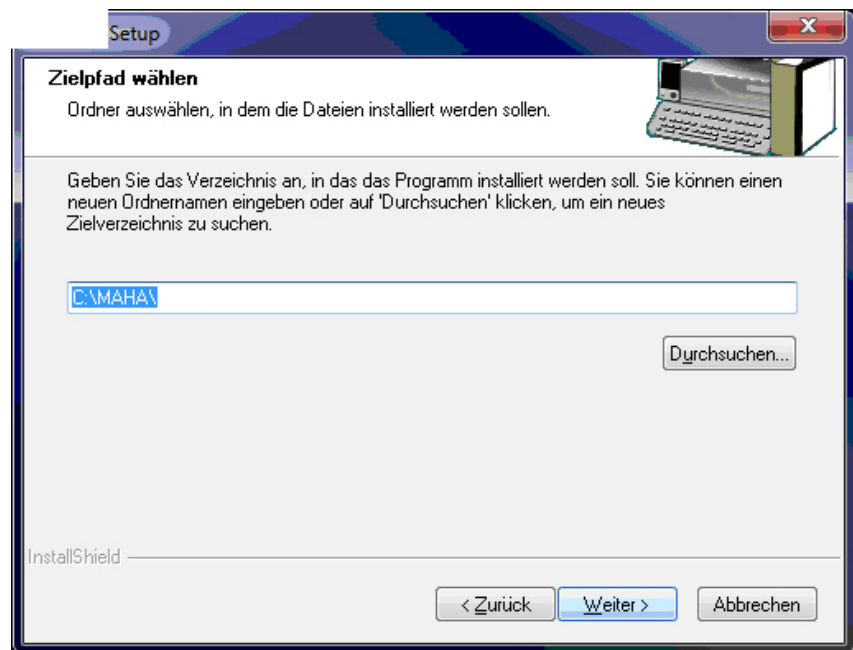 Setup
Zielpfad wählen
Ordner auswählen, in dem die Dateien installiert werden sollen.
Geben Sie das Verzeichnis an, in das das Programm installiert werden soll. Sie können einen
neuen Ordnernamen eingeben oder auf 'Durchsuchen' klicken, um ein neues
Zielverzeichnis zu suchen.
C:\MAHA\
Durchsuchen...
InstallShield
< Zurück Weiter > Abbrechen